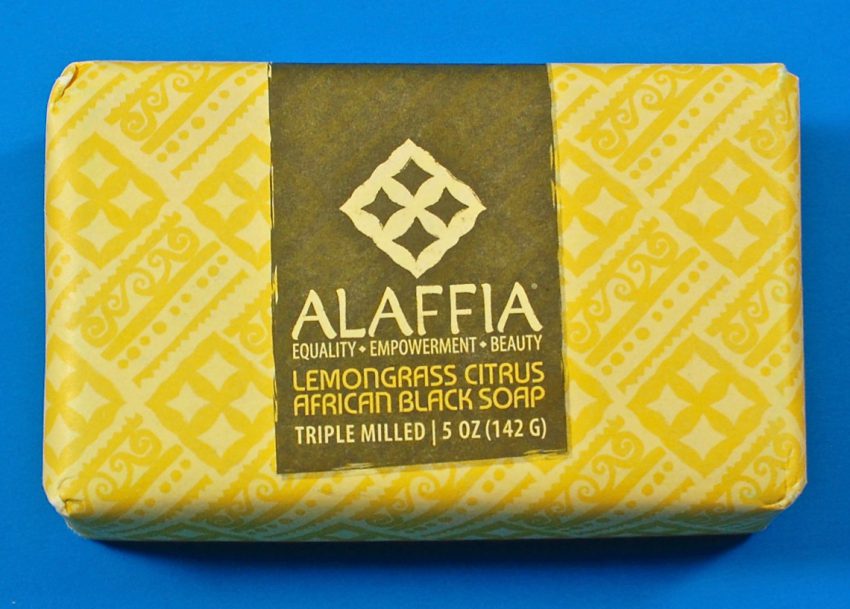 ALAFFIA®
EQUALITY • EMPOWERMENT • BEAUTY
LEMONGRASS CITRUS
AFRICAN BLACK SOAP
TRIPLE MILLED | 5 OZ (142 G)